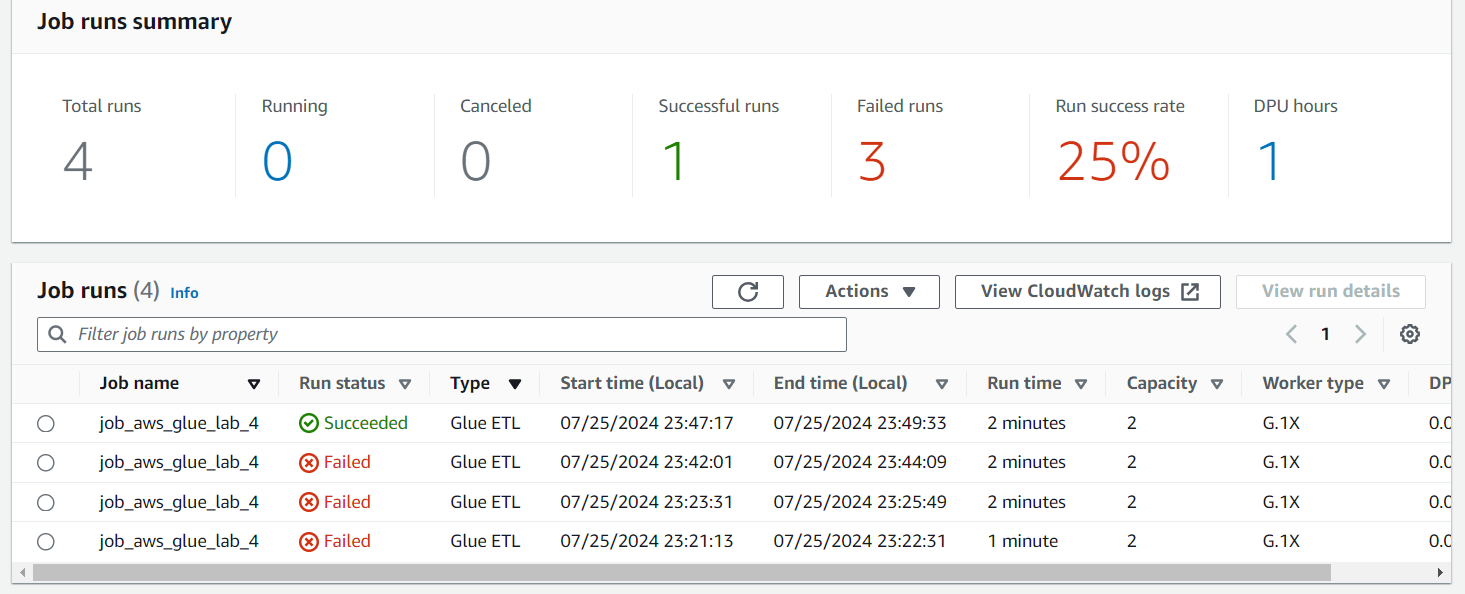 Job runs summary
Total runs Running Canceled Successful runs Failed runs Run success rate DPU hours
4 0 0 1 3 25% 1
Job runs (4) Info Actions View CloudWatch logs View run details
Filter job runs by property 1
Job name Run status Type Start time (Local) End time (Local) Run time Capacity Worker type DP
job_aws_glue_lab_4 Succeeded Glue ETL 07/25/2024 23:47:17 07/25/2024 23:49:33 2 minutes 2 G.1X 0.0
job_aws_glue_lab_4 Failed Glue ETL 07/25/2024 23:42:01 07/25/2024 23:44:09 2 minutes 2 G.1X 0.0
job_aws_glue_lab_4 Failed Glue ETL 07/25/2024 23:23:31 07/25/2024 23:25:49 2 minutes 2 G.1X 0.0
job_aws_glue_lab_4 Failed Glue ETL 07/25/2024 23:21:13 07/25/2024 23:22:31 1 minute 2 G.1X 0.0